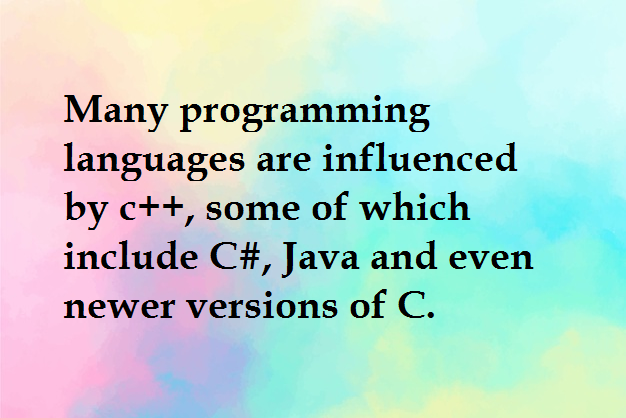 Many programming
languages are influenced
by c++, some of which
include C#, Java and even
newer versions of C.